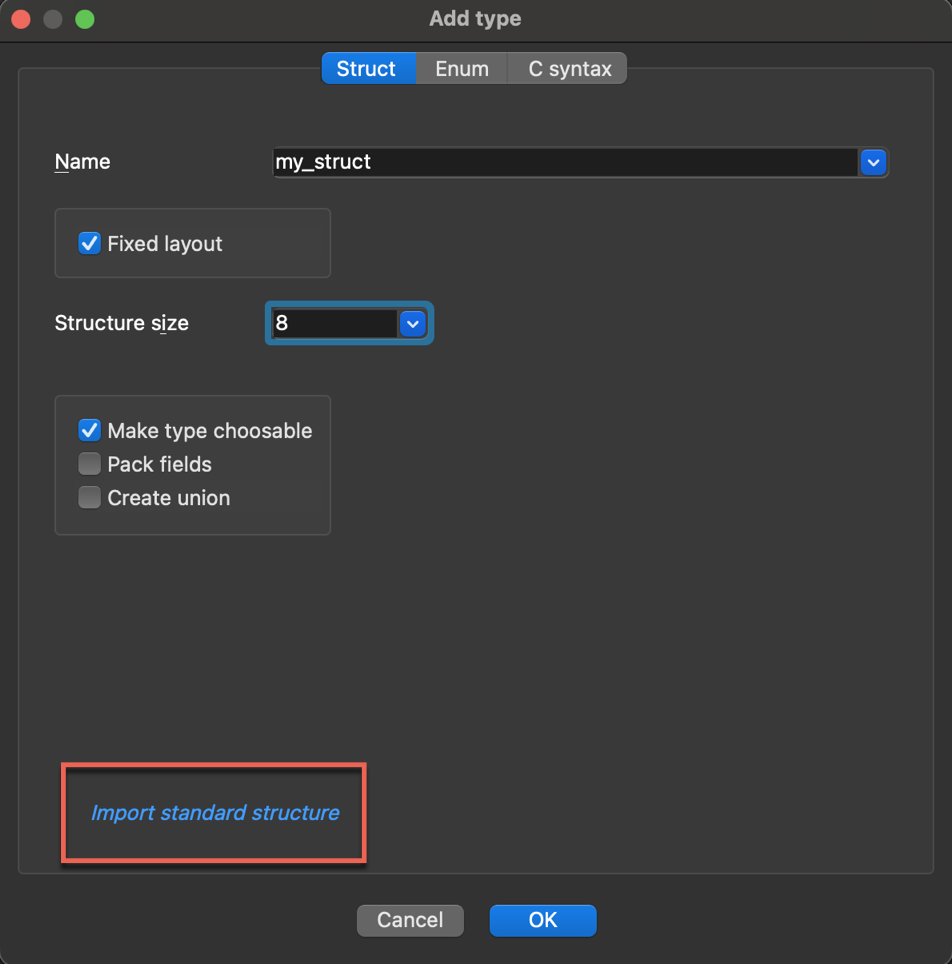 Add type
Struct Enum C syntax
Name my_struct
Fixed layout
Structure size 8
Make type choosable
Pack fields
Create union
Import standard structure
Cancel OK